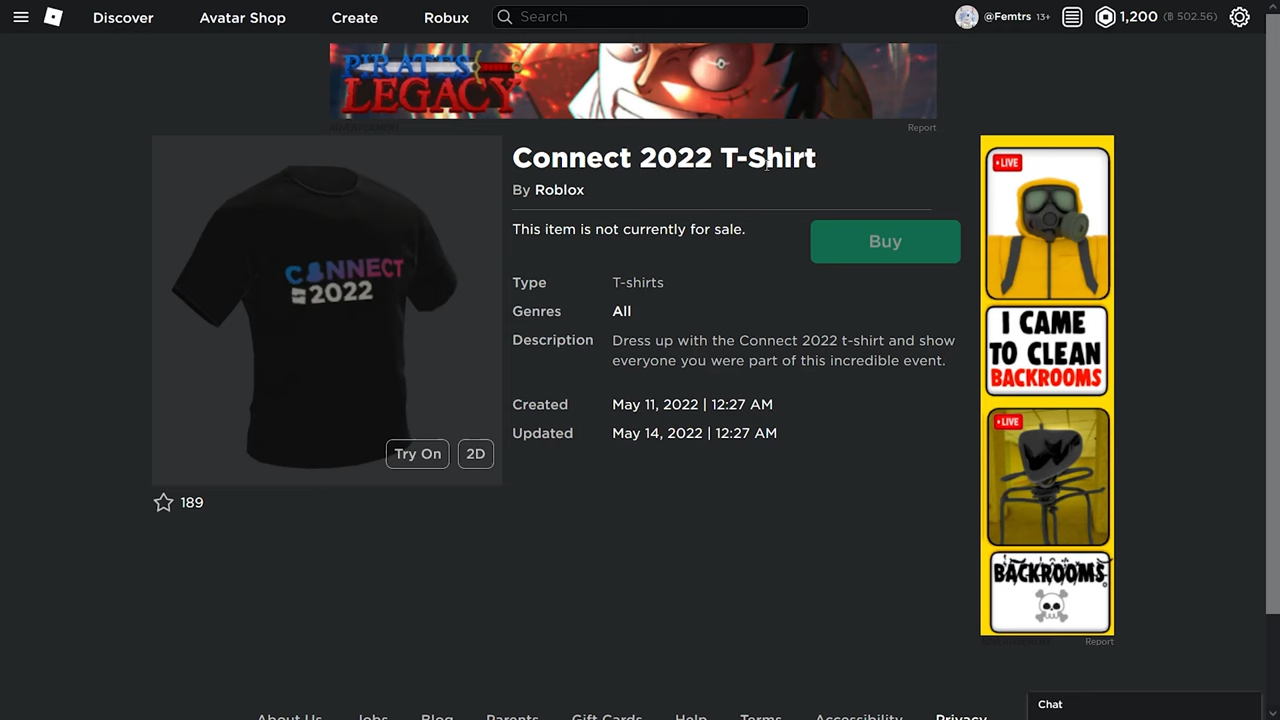 Discover
Avatar Shop
Create
Robux
Search
@Femtrs 13+
1,200
(฿ 502.56)
PIRATES
LEGACY
Report
CONNECT
2022
Try On
2D
189
Connect 2022 T-Shirt
By Roblox
This item is not currently for sale.
Buy
Type T-shirts
Genres All
Description Dress up with the Connect 2022 t-shirt and show
everyone you were part of this incredible event.
Created May 11, 2022 | 12:27 AM
Updated May 14, 2022 | 12:27 AM
LIVE
I CAME
TO CLEAN
BACKROOMS
LIVE
BACKROOMS
Report
About Us Jobs Blog Parents Gift Cards Help Terms Accessibility Privacy
Chat